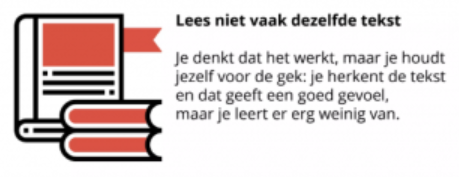 Lees niet vaak dezelfde tekst
Je denkt dat het werkt, maar je houdt
jezelf voor de gek: je herkent de tekst
en dat geeft een goed gevoel,
maar je leert er erg weinig van.